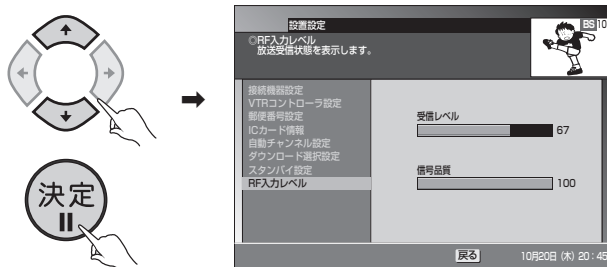 決定
設置設定
◎RF入力レベル
放送受信状態を表示します。
BS 10
接続機器設定
VTRコントローラ設定
郵便番号設定
ICカード情報
自動チャンネル設定
ダウンロード選択設定
スタンバイ設定
RF入力レベル
受信レベル
67
信号品質
100
戻る
10月20日 (木) 20:45